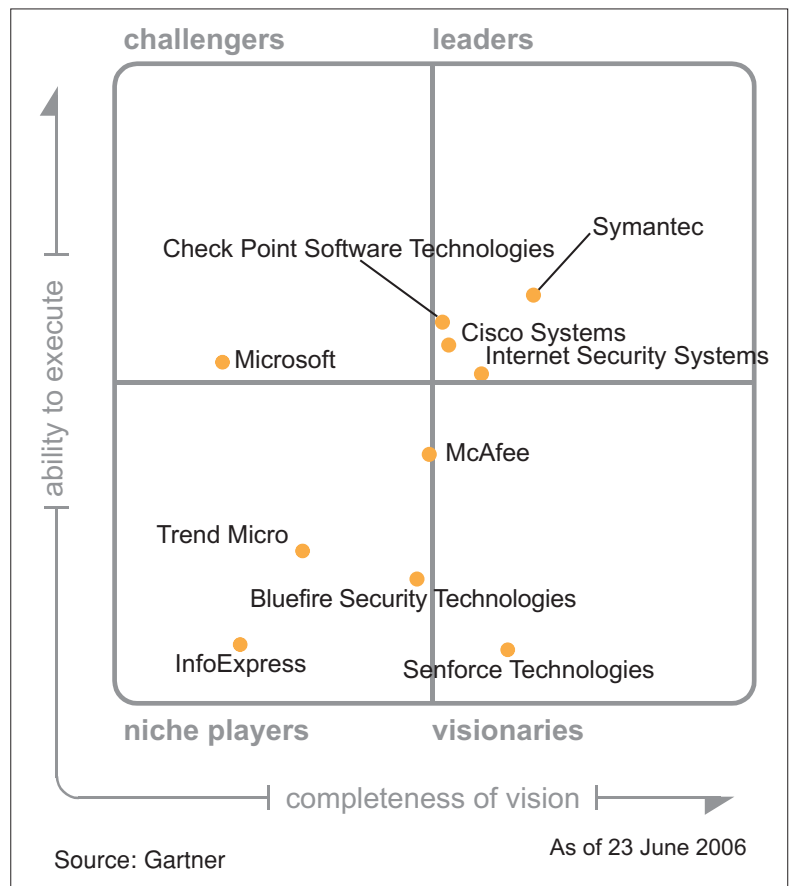 challengers
leaders
ability to execute
Symantec
Check Point Software Technologies
Cisco Systems
Internet Security Systems
Microsoft
McAfee
Trend Micro
Bluefire Security Technologies
InfoExpress
Senforce Technologies
niche players
visionaries
completeness of vision
As of 23 June 2006
Source: Gartner